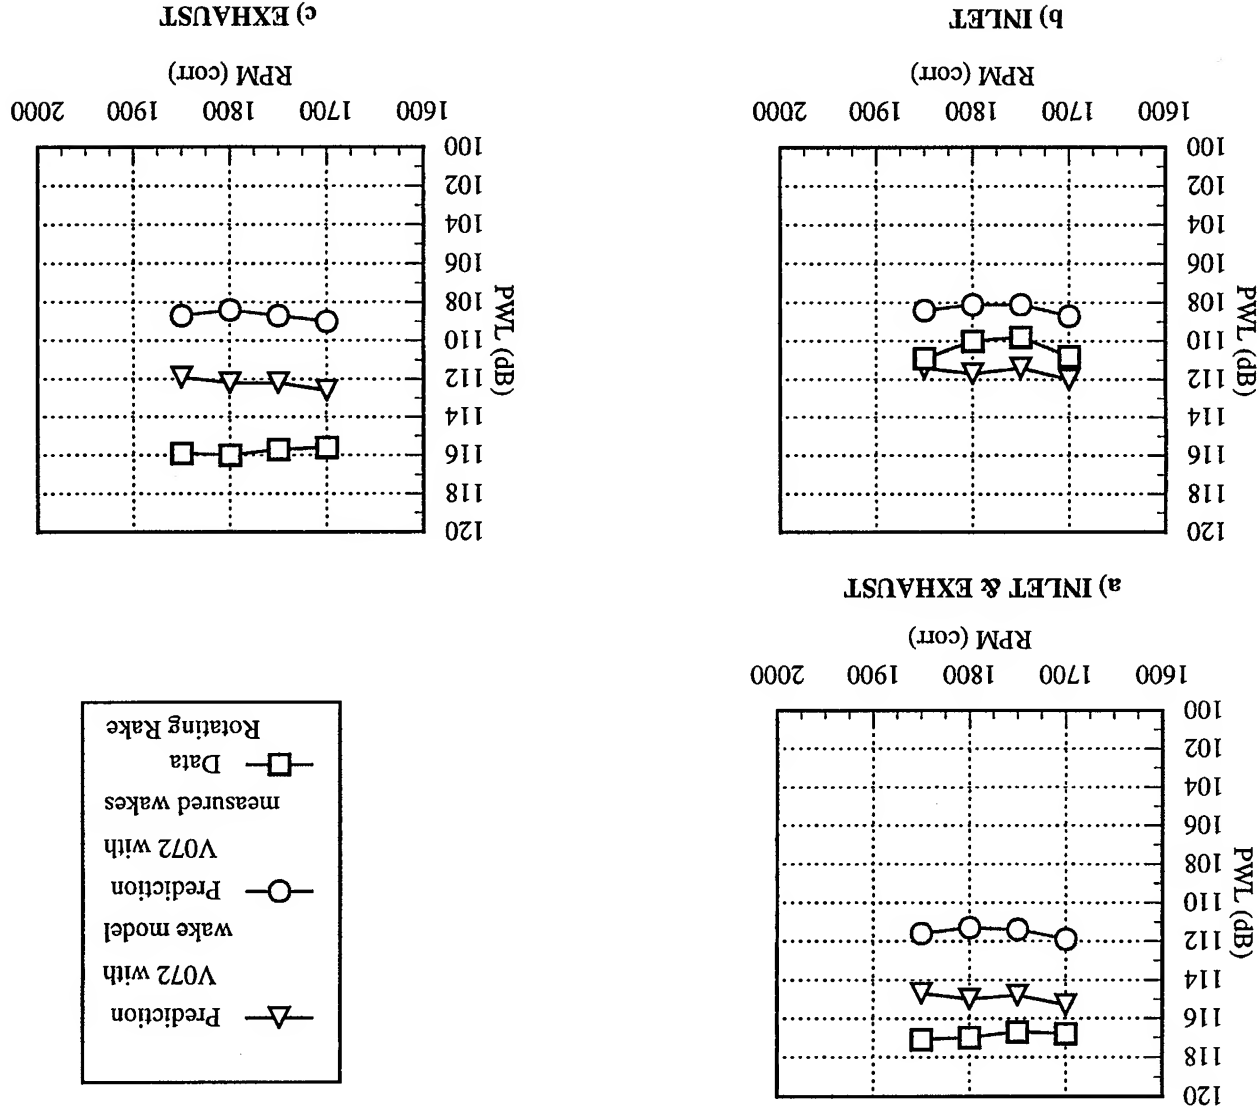 PWL (dB)
120
118
116
114
112
110
108
106
104
102
100
1600 1700 1800 1900 2000
RPM (corr)
a) INLET & EXHAUST
Prediction
V072 with
wake model
Prediction
V072 with
measured wakes
Data
Rotating Rake
PWL (dB)
120
118
116
114
112
110
108
106
104
102
100
1600 1700 1800 1900 2000
RPM (corr)
b) INLET
PWL (dB)
120
118
116
114
112
110
108
106
104
102
100
1600 1700 1800 1900 2000
RPM (corr)
c) EXHAUST